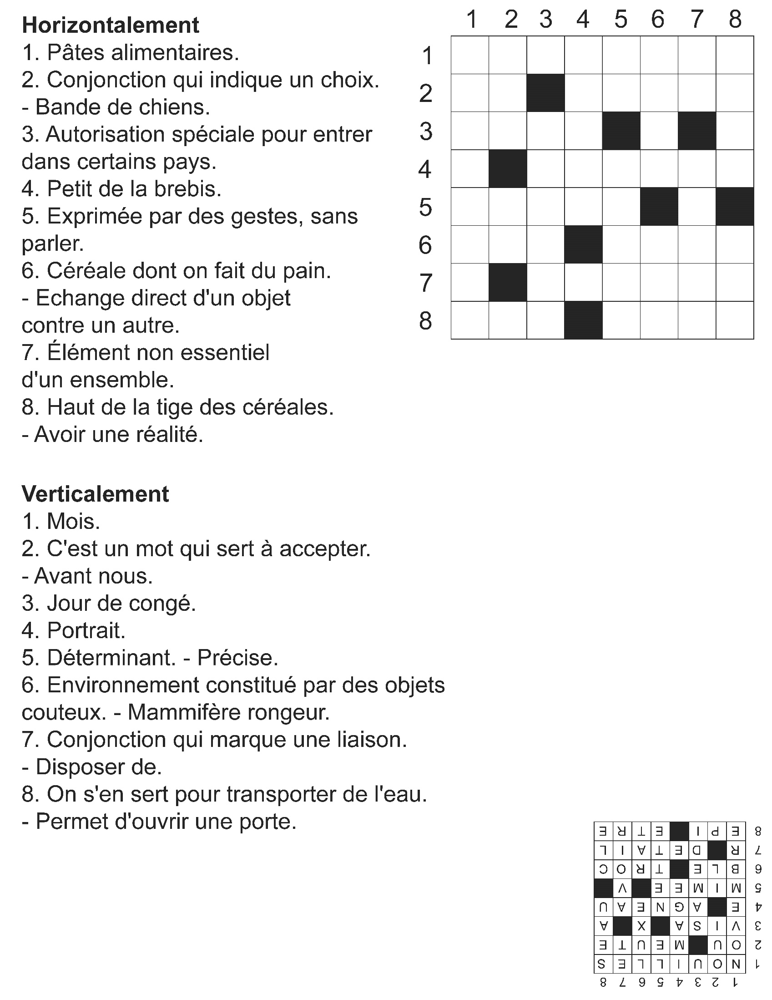 Horizontalement
1. Pâtes alimentaires.
2. Conjonction qui indique un choix.
- Bande de chiens.
3. Autorisation spéciale pour entrer
dans certains pays.
4. Petit de la brebis.
5. Exprimée par des gestes, sans
parler.
6. Céréale dont on fait du pain.
- Echange direct d'un objet
contre un autre.
7. Élément non essentiel
d'un ensemble.
8. Haut de la tige des céréales.
- Avoir une réalité.
1 2 3 4 5 6 7 8
1
2
3
4
5
6
7
8
Verticalement
1. Mois.
2. C'est un mot qui sert à accepter.
- Avant nous.
3. Jour de congé.
4. Portrait.
5. Déterminant. - Précise.
6. Environnement constitué par des objets
couteux. - Mammifère rongeur.
7. Conjonction qui marque une liaison.
- Disposer de.
8. On s'en sert pour transporter de l'eau.
- Permet d'ouvrir une porte.
1 2 3 4 5 6 7 8
1 N O U I L L E S
2 O U M E U T E
3 V I S A X A
4 E A G N E A U
5 M I M E E V
6 B L E T R O C
7 R D E T A I L
8 E P I E T R E